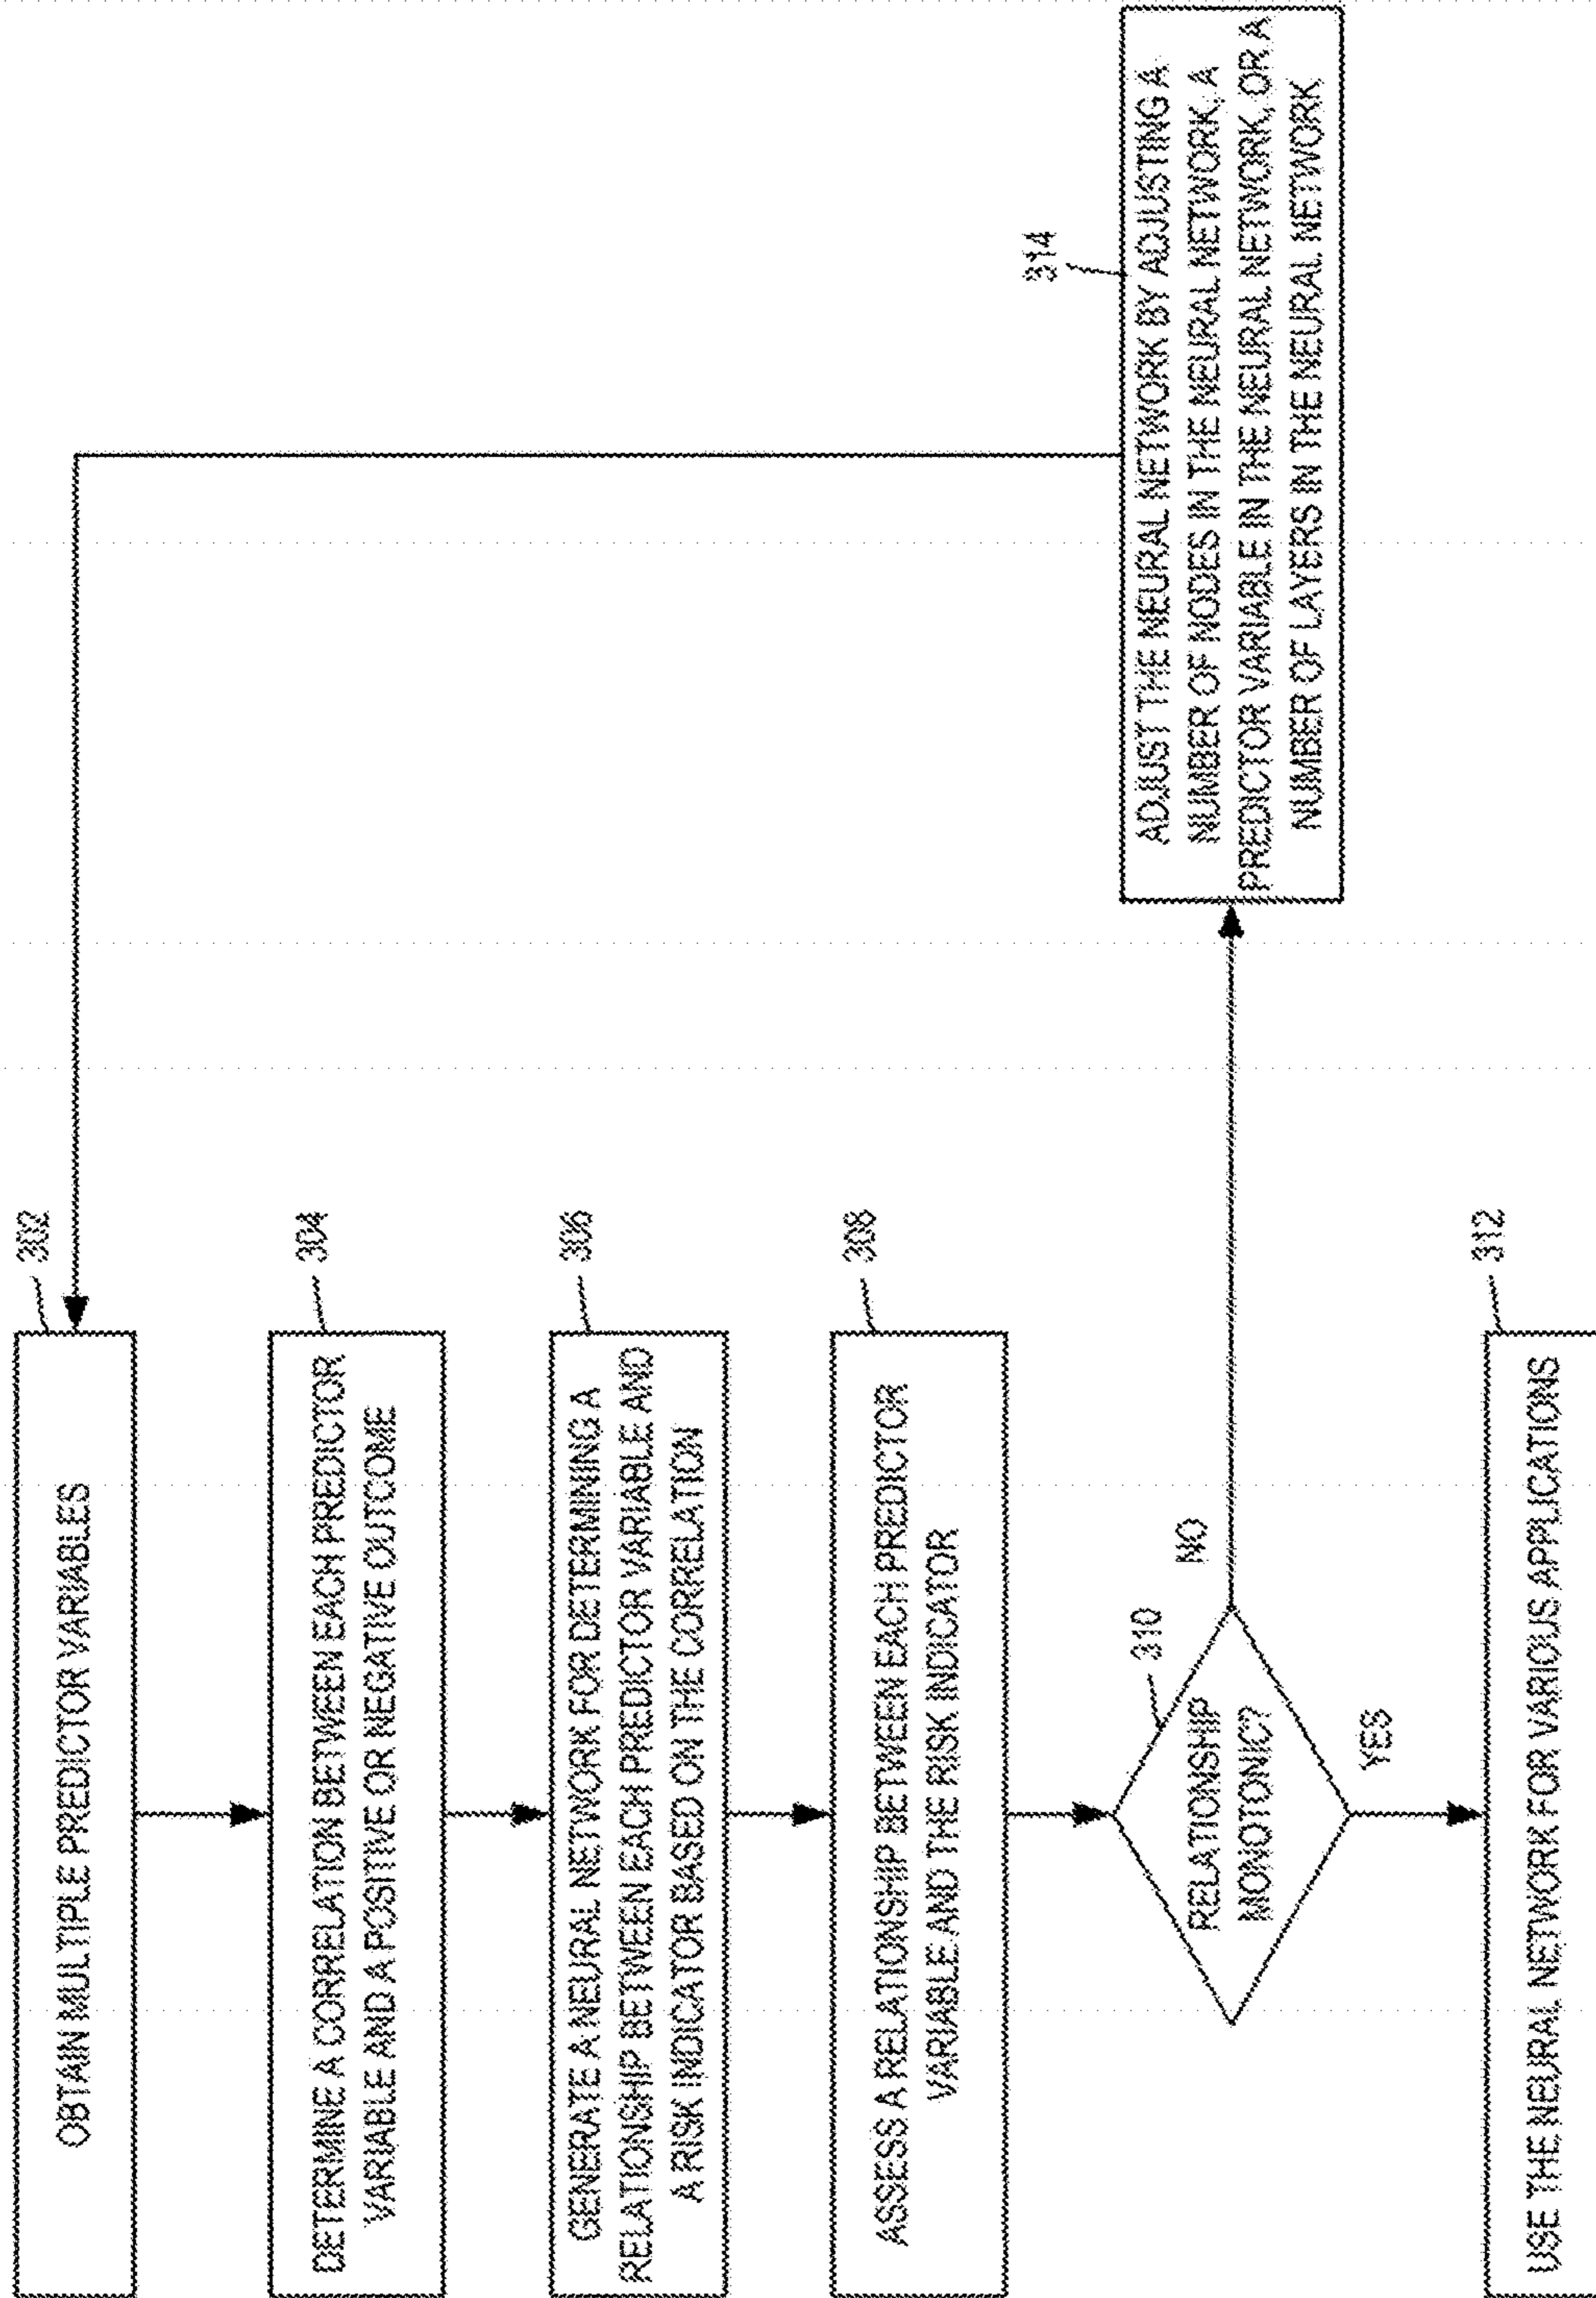 302
OBTAIN MULTIPLE PREDICTOR VARIABLES
304
DETERMINE A CORRELATION BETWEEN EACH PREDICTOR
VARIABLE AND A POSITIVE OR NEGATIVE OUTCOME
306
GENERATE A NEURAL NETWORK FOR DETERMINING A
RELATIONSHIP BETWEEN EACH PREDICTOR VARIABLE AND
A RISK INDICATOR BASED ON THE CORRELATION
308
ASSESS A RELATIONSHIP BETWEEN EACH PREDICTOR
VARIABLE AND THE RISK INDICATOR
310
RELATIONSHIP
MONOTONIC?
NO
YES
314
ADJUST THE NEURAL NETWORK BY ADJUSTING A
NUMBER OF NODES IN THE NEURAL NETWORK, A
PREDICTOR VARIABLE IN THE NEURAL NETWORK, OR A
NUMBER OF LAYERS IN THE NEURAL NETWORK
312
USE THE NEURAL NETWORK FOR VARIOUS APPLICATIONS